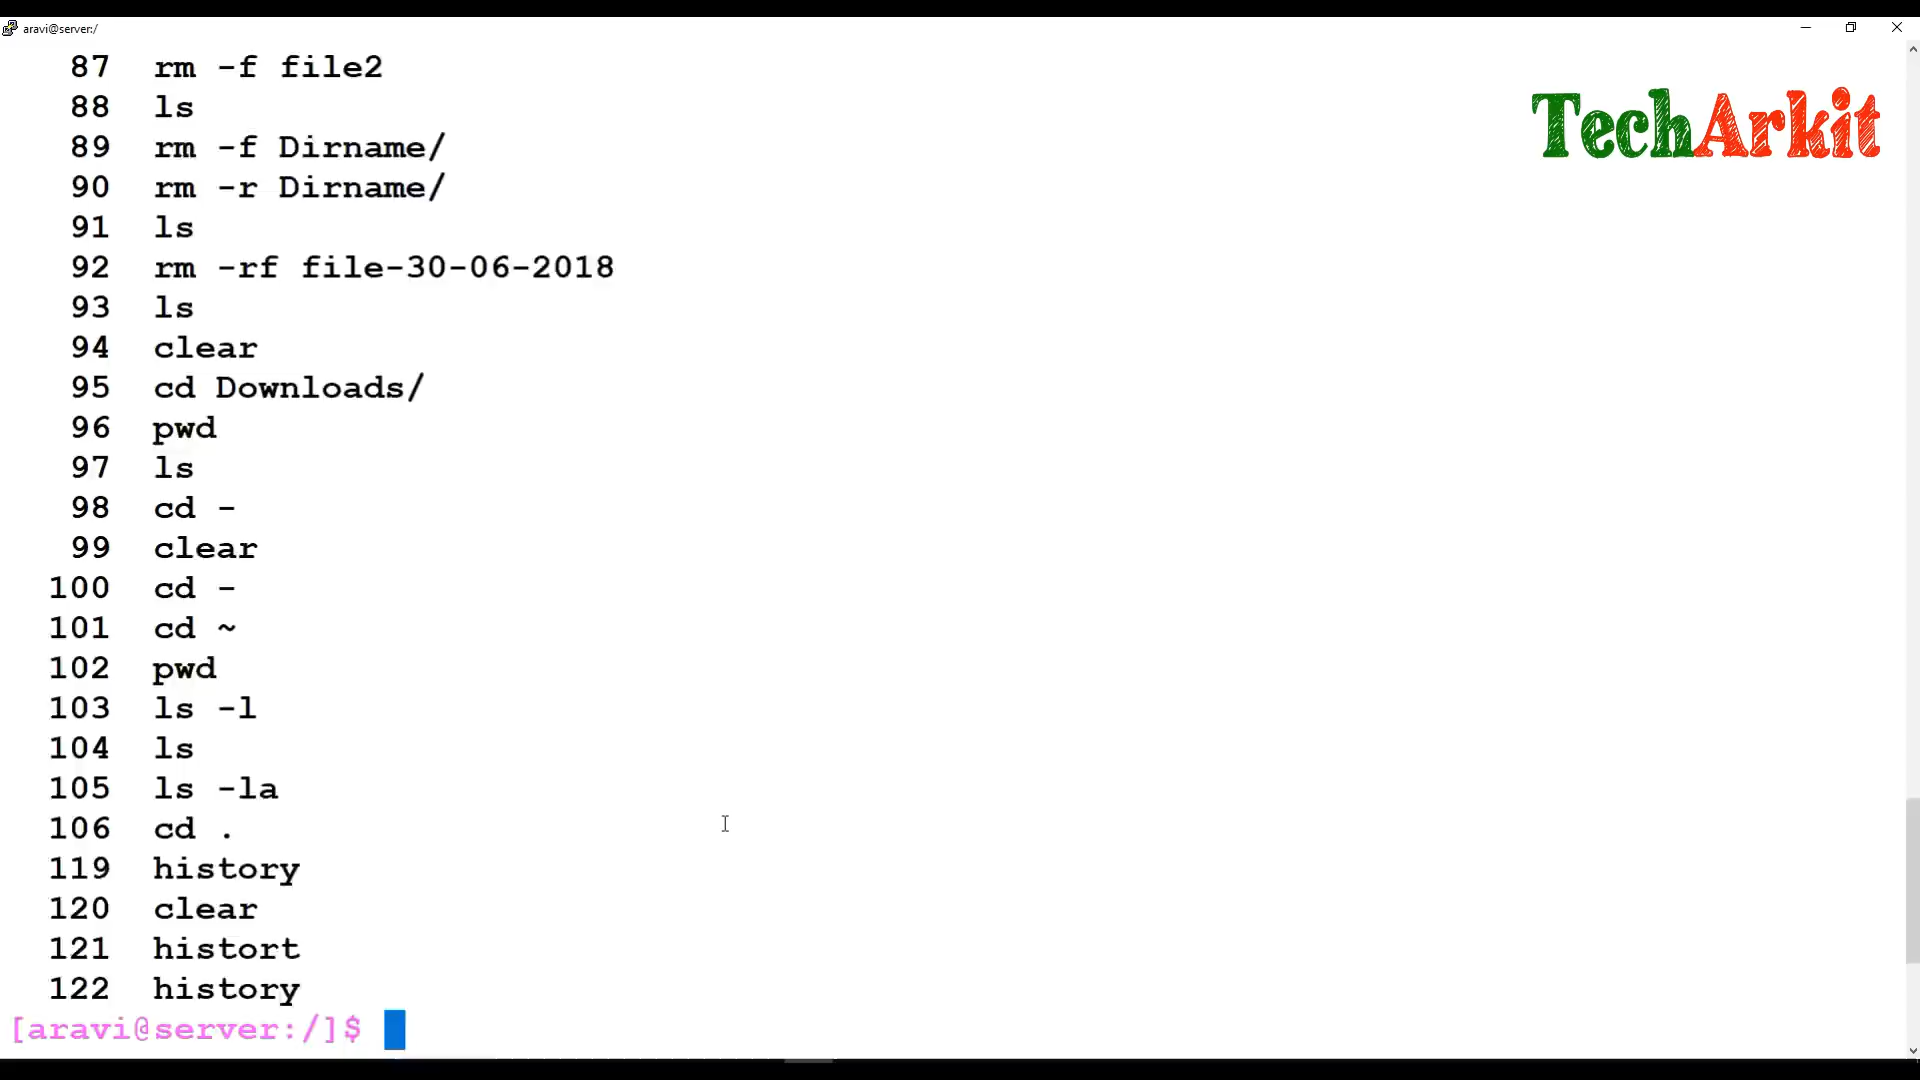 aravi@server:/
87 rm -f file2
TechArkit
88 ls
89 rm -f Dirname/
90 rm -r Dirname/
91 ls
92 rm -rf file-30-06-2018
93 ls
94 clear
95 cd Downloads/
96 pwd
97 ls
98 cd -
99 clear
100 cd -
101 cd ~
102 pwd
103 ls -l
104 ls
105 ls -la
106 cd .
119 history
120 clear
121 histort
122 history
[aravi@server:/]$